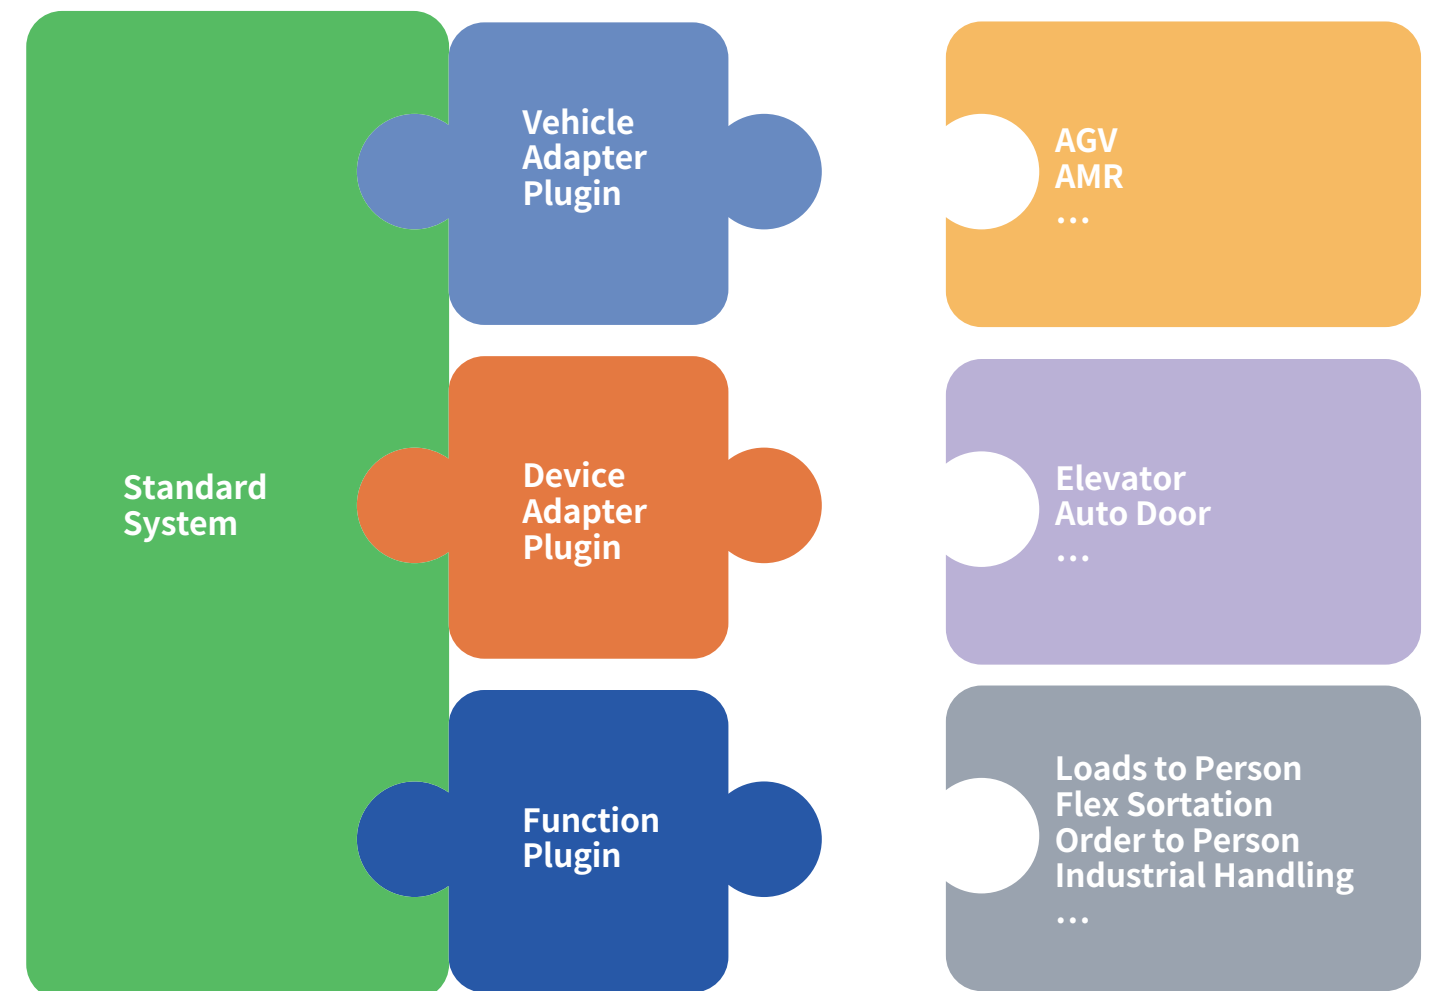 Standard
System
Vehicle
Adapter
Plugin
AGV
AMR
...
Device
Adapter
Plugin
Elevator
Auto Door
...
Function
Plugin
Loads to Person
Flex Sortation
Order to Person
Industrial Handling
...